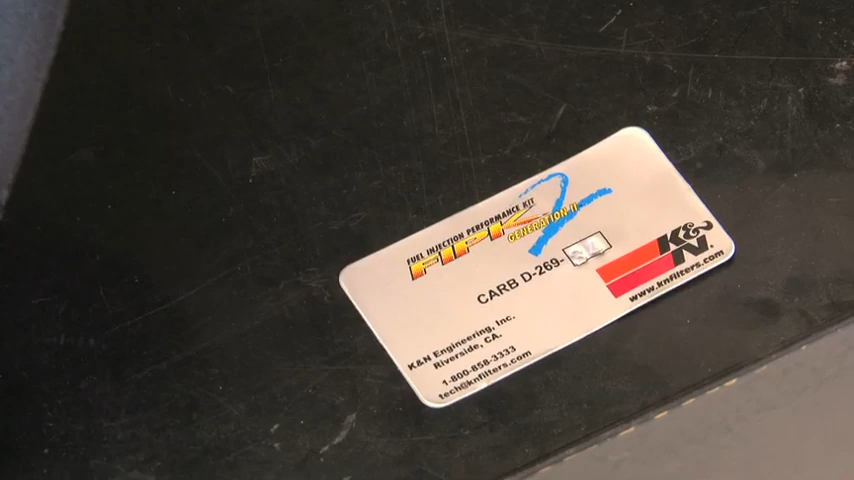 FUEL INJECTION PERFORMANCE KIT
FIPK 2
GENERATION II
CARB D-269-
K&N
www.knfilters.com
K&N Engineering, Inc.
Riverside, CA.
1-800-858-3333
tech@knfilters.com